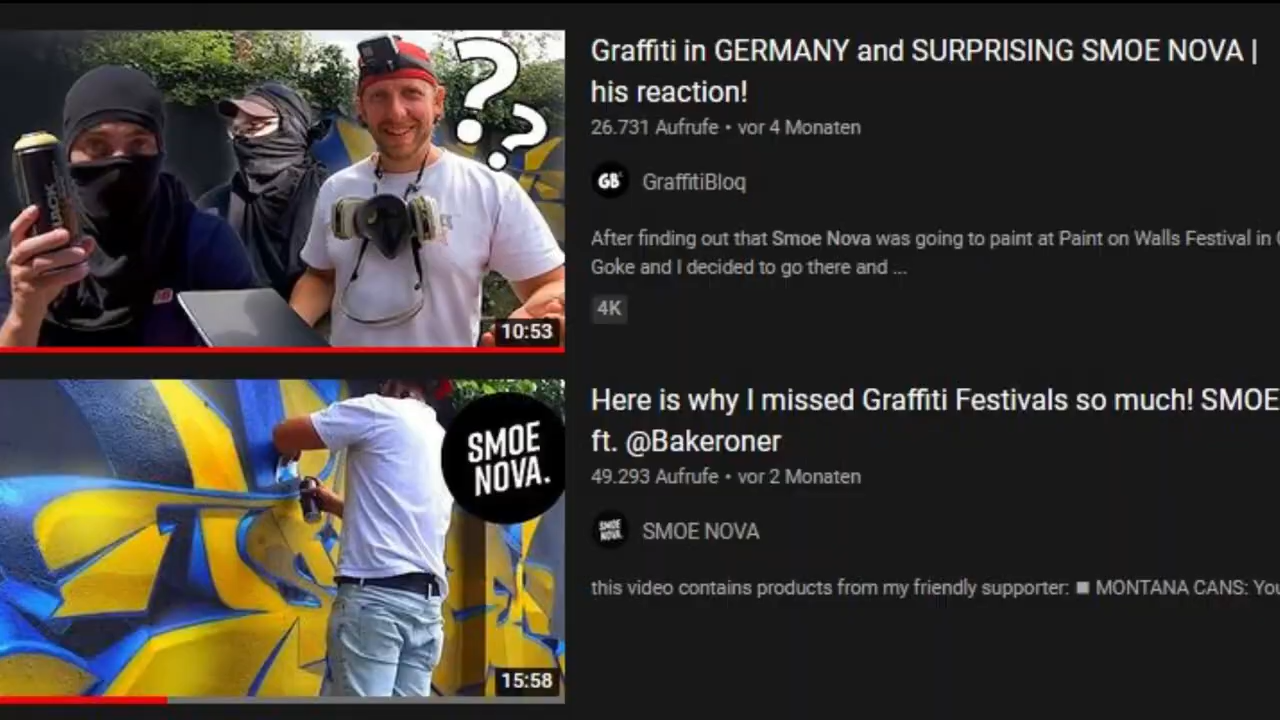 Graffiti in GERMANY and SURPRISING SMOE NOVA |
his reaction!
26.731 Aufrufe • vor 4 Monaten
GB
GraffitiBloq
After finding out that Smoe Nova was going to paint at Paint on Walls Festival in
Goke and I decided to go there and ...
4K
??
BLACK
10:53
Here is why I missed Graffiti Festivals so much! SMOE
ft. @Bakeroner
49.293 Aufrufe • vor 2 Monaten
SMOE
NOVA.
SMOE NOVA
this video contains products from my friendly supporter: ■ MONTANA CANS: You
SMOE
NOVA.
15:58